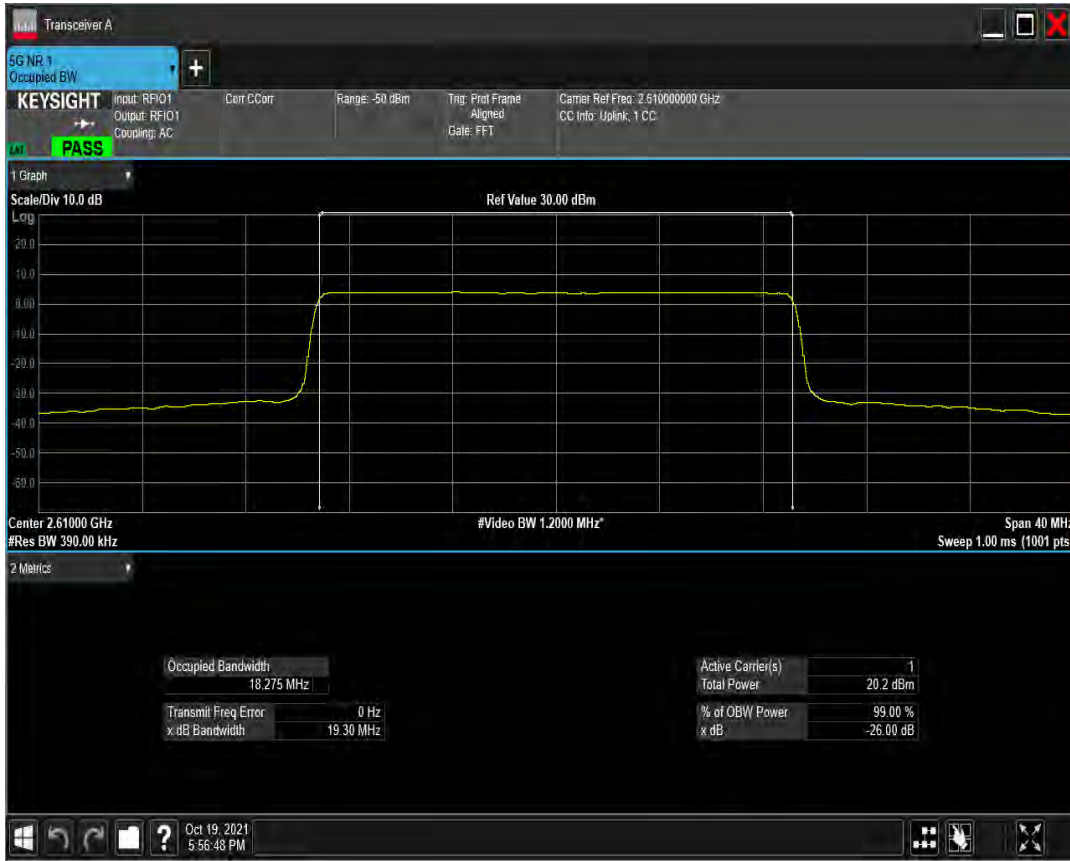 Transceiver A
5G NR 1
Occupied BW
+
KEYSIGHT
PASS
Input: RFIO1
Output: RFIO1
Coupling: AC
Corr CCorr
Range: -50 dBm
Trig: Prot Frame
Aligned
Gate: FFT
Carrier Ref Freq: 2.610000000 GHz
CC Info: Uplink, 1 CC
1 Graph
Scale/Div 10.0 dB
Ref Value 30.00 dBm
Log
20.0
10.0
0.00
-10.0
-20.0
-30.0
-40.0
-50.0
-60.0
Center 2.61000 GHz
#Video BW 1.2000 MHz*
Span 40 MHz
#Res BW 390.00 kHz
Sweep 1.00 ms (1001 pts
2 Metrics
Occupied Bandwidth
18.275 MHz
Transmit Freq Error 0 Hz
x dB Bandwidth 19.30 MHz
Active Carrier(s) 1
Total Power 20.2 dBm
% of OBW Power 99.00 %
x dB -26.00 dB
?
Oct 19, 2021
5:56:48 PM